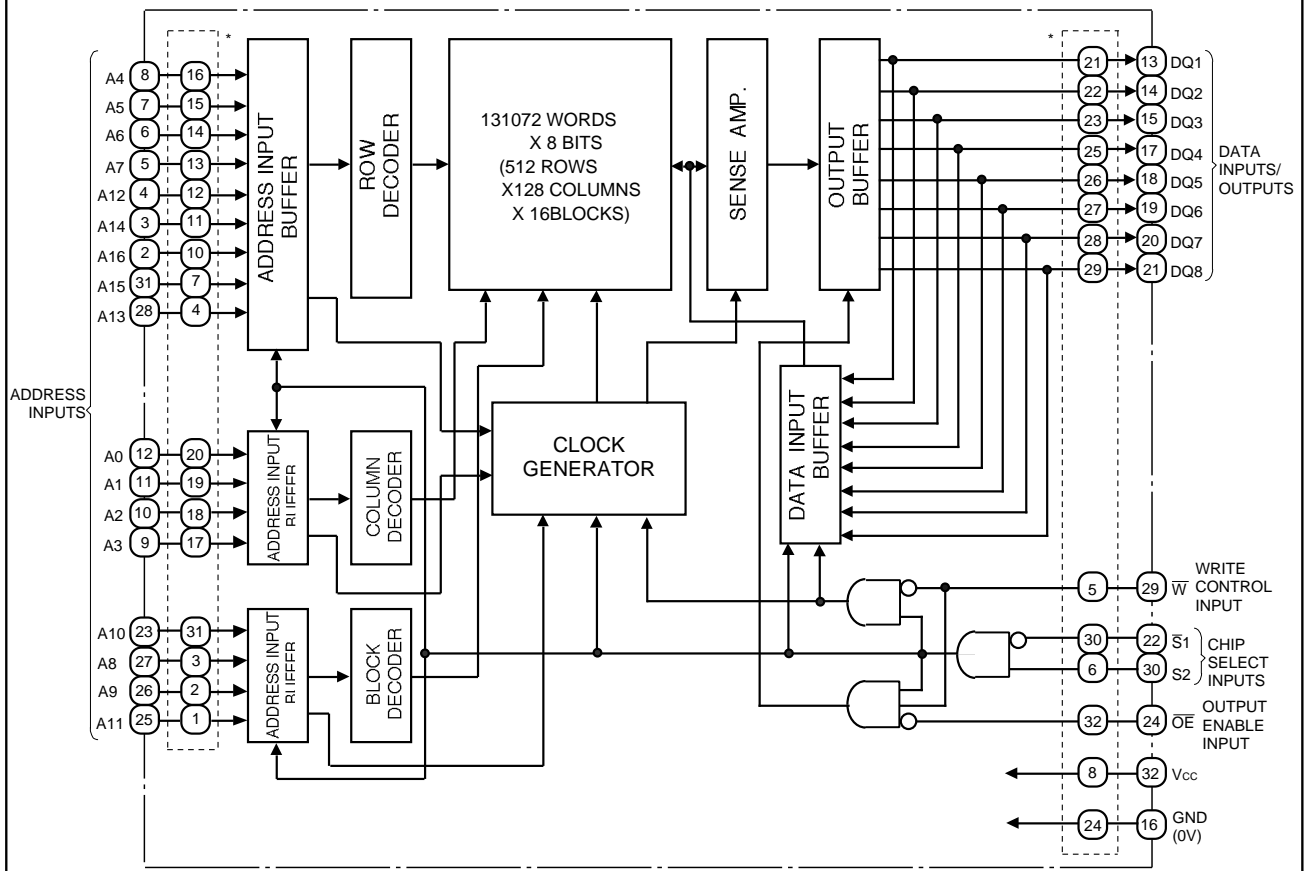 *
*
A4 8 16
A5 7 15
A6 6 14
A7 5 13
A12 4 12
A14 3 11
A16 2 10
A15 31 7
A13 28 4
ADDRESS INPUT
BUFFER
ROW
DECODER
131072 WORDS
X 8 BITS
(512 ROWS
X128 COLUMNS
X 16BLOCKS)
SENSE AMP.
OUTPUT
BUFFER
21 13 DQ1
22 14 DQ2
23 15 DQ3
25 17 DQ4
26 18 DQ5
27 19 DQ6
28 20 DQ7
29 21 DQ8
DATA
INPUTS/
OUTPUTS
ADDRESS
INPUTS
A0 12 20
A1 11 19
A2 10 18
A3 9 17
ADDRESS INPUT
COLUMN
DECODER
CLOCK
GENERATOR
DATA INPUT
BUFFER
A10 23 31
A8 27 3
A9 26 2
A11 25 1
ADDRESS INPUT
BLOCK
DECODER
5 29 W̅
WRITE
CONTROL
INPUT
30 22 S̅1
6 30 S2
CHIP
SELECT
INPUTS
32 24 O̅E̅
OUTPUT
ENABLE
INPUT
8 32 Vcc
24 16 GND
(0V)